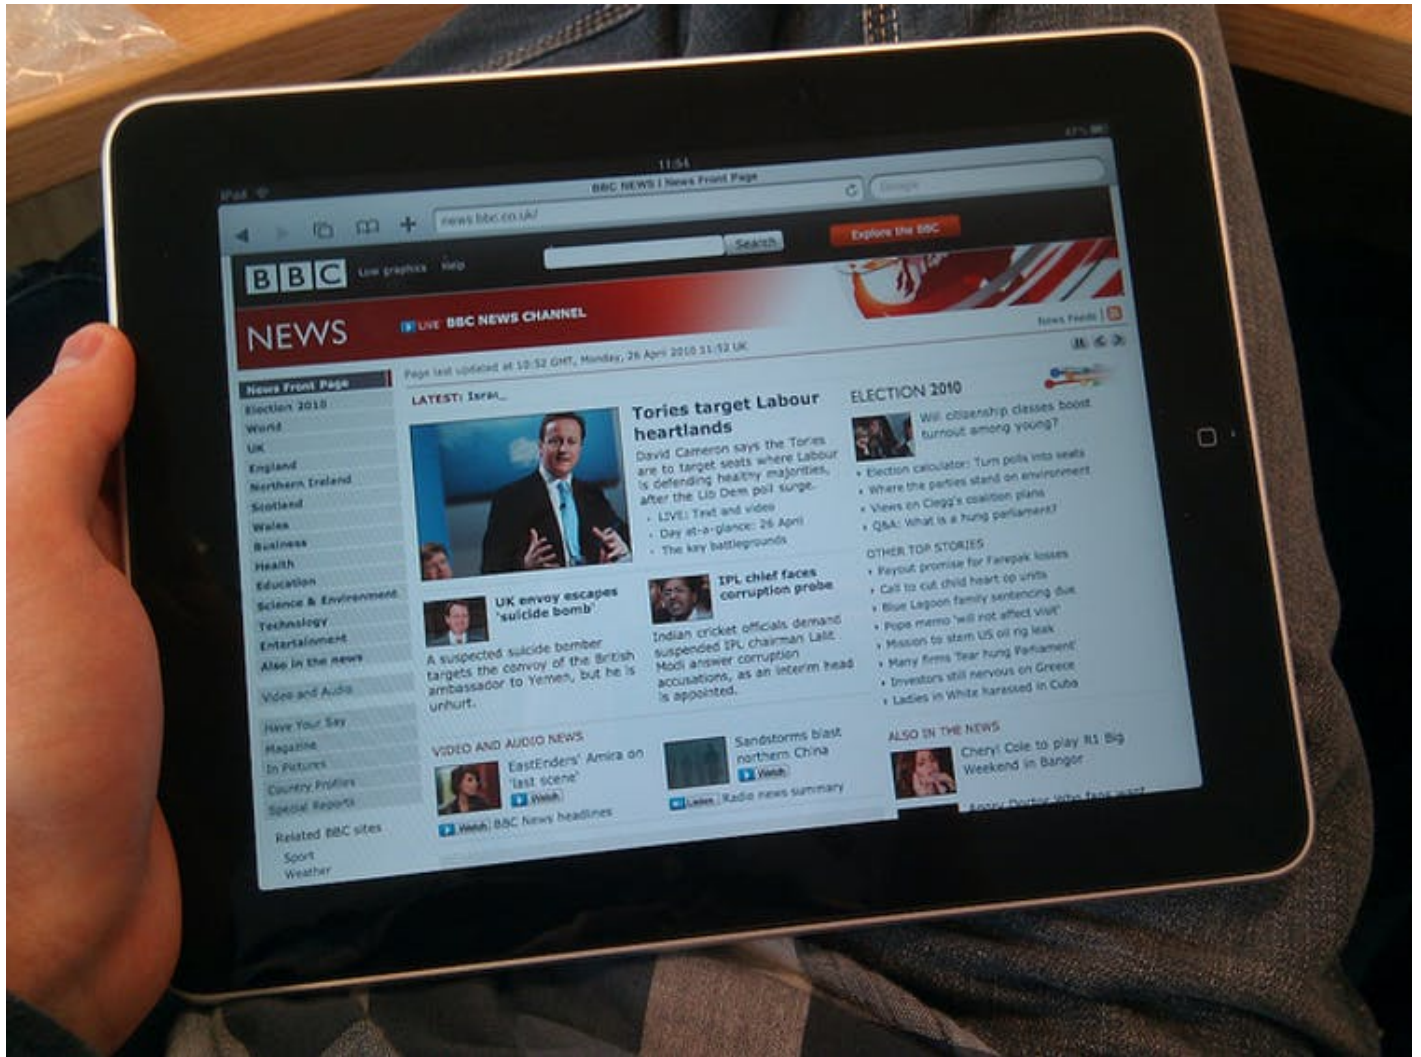 iPad
11:54
47%
BBC NEWS | News Front Page
news.bbc.co.uk/
Google
BBC
Low graphics
Help
Search
Explore the BBC
NEWS
LIVE BBC NEWS CHANNEL
News Feeds
Page last updated at 10:52 GMT, Monday, 26 April 2010 11:52 UK
News Front Page
Election 2010
World
UK
England
Northern Ireland
Scotland
Wales
Business
Health
Education
Science & Environment
Technology
Entertainment
Also in the news
Video and Audio
Have Your Say
Magazine
In Pictures
Country Profiles
Special Reports
Related BBC sites
Sport
Weather
LATEST: Israe_
Tories target Labour
heartlands
David Cameron says the Tories
are to target seats where Labour
is defending healthy majorities,
after the Lib Dem poll surge.
LIVE: Text and video
Day at-a-glance: 26 April
The key battlegrounds
UK envoy escapes
'suicide bomb'
A suspected suicide bomber
targets the convoy of the British
ambassador to Yemen, but he is
unhurt.
IPL chief faces
corruption probe
Indian cricket officials demand
suspended IPL chairman Lalit
Modi answer corruption
accusations, as an interim head
is appointed.
VIDEO AND AUDIO NEWS
EastEnders' Amira on
'last scene'
Watch
Watch BBC News headlines
Sandstorms blast
northern China
Watch
Listen Radio news summary
ELECTION 2010
Will citizenship classes boost
turnout among young?
Election calculator: Turn polls into seats
Where the parties stand on environment
Views on Clegg's coalition plans
Q&A: What is a hung parliament?
OTHER TOP STORIES
Payout promise for Farepak losses
Call to cut child heart op units
Blue Lagoon family sentencing due
Pope memo 'will not affect visit'
Mission to stem US oil rig leak
Many firms 'fear hung Parliament'
Investors still nervous on Greece
Ladies in White harassed in Cuba
ALSO IN THE NEWS
Cheryl Cole to play R1 Big
Weekend in Bangor
Angry Doctor Who fans want